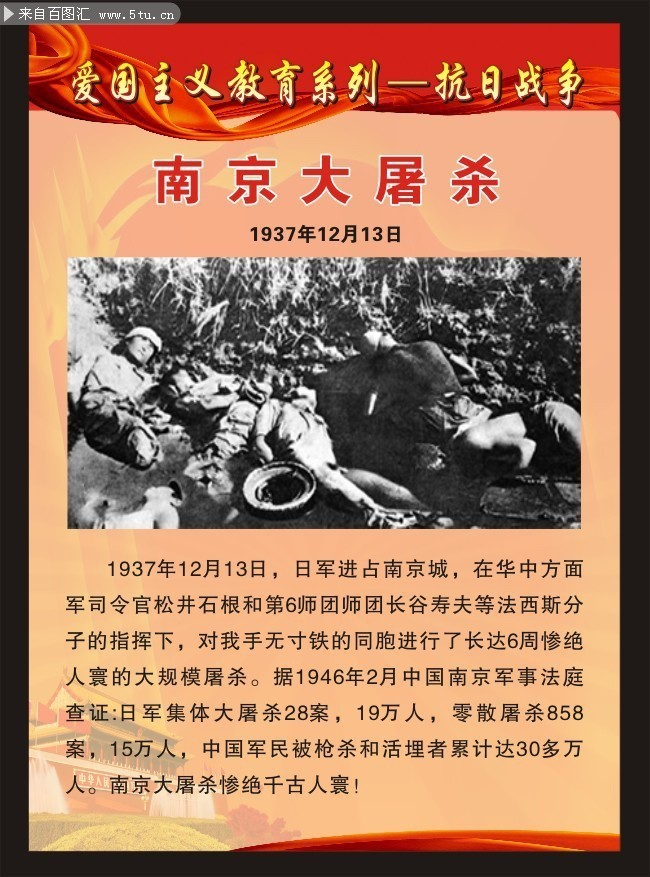 来自百图汇 www.5tu.cn
爱国主义教育系列—抗日战争
南京大屠杀
1937年12月13日
1937年12月13日，日军进占南京城，在华中方面
军司令官松井石根和第6师团师团长谷寿夫等法西斯分
子的指挥下，对我手无寸铁的同胞进行了长达6周惨绝
人寰的大规模屠杀。据1946年2月中国南京军事法庭
查证:日军集体大屠杀28案，19万人，零散屠杀858
案，15万人，中国军民被枪杀和活埋者累计达30多万
人。南京大屠杀惨绝千古人寰！
中华人民